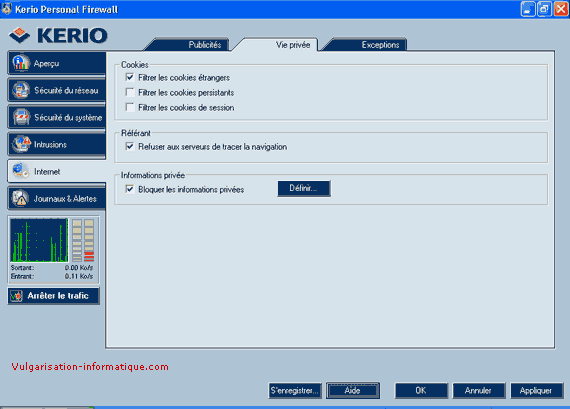 Kerio Personal Firewall
KERIO
Publicités
Vie privée
Exceptions
Aperçu
Sécurité du réseau
Sécurité du système
Intrusions
Internet
Journaux & Alertes
Cookies
Filtrer les cookies étrangers
Filtrer les cookies persistants
Filtrer les cookies de session
Référant
Refuser aux serveurs de tracer la navigation
Informations privée
Bloquer les informations privées
Définir...
Sortant: 0.00 Ko/s
Entrant: 0.11 Ko/s
Arrêter le trafic
Vulgarisation-informatique.com
S'enregistrer...
Aide
OK
Annuler
Appliquer